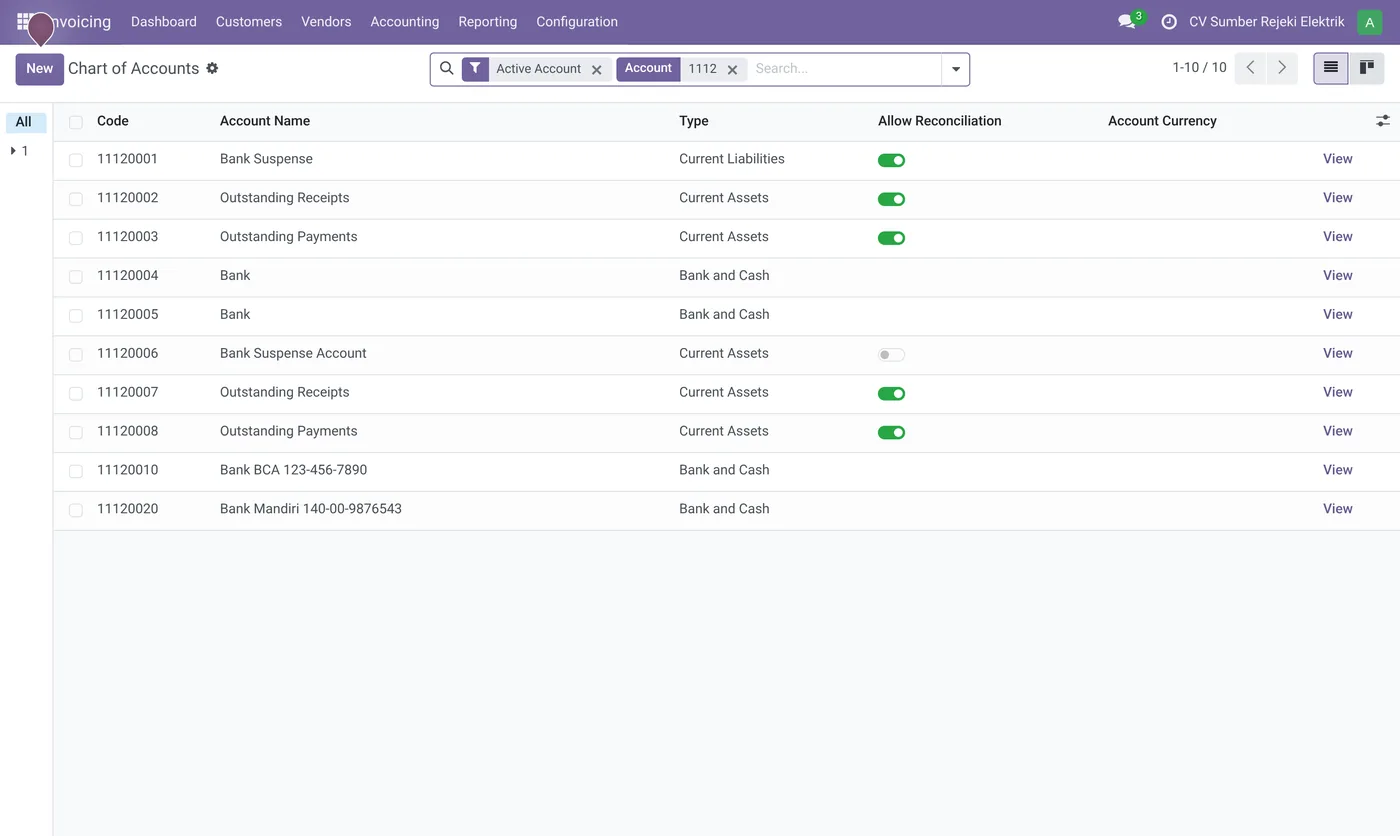 nvoicing Dashboard Customers Vendors Accounting Reporting Configuration 3 CV Sumber Rejeki Elektrik A
New Chart of Accounts Active Account Account 1112 Search... 1-10 / 10
All Code Account Name Type Allow Reconciliation Account Currency
1
11120001 Bank Suspense Current Liabilities View
11120002 Outstanding Receipts Current Assets View
11120003 Outstanding Payments Current Assets View
11120004 Bank Bank and Cash View
11120005 Bank Bank and Cash View
11120006 Bank Suspense Account Current Assets View
11120007 Outstanding Receipts Current Assets View
11120008 Outstanding Payments Current Assets View
11120010 Bank BCA 123-456-7890 Bank and Cash View
11120020 Bank Mandiri 140-00-9876543 Bank and Cash View